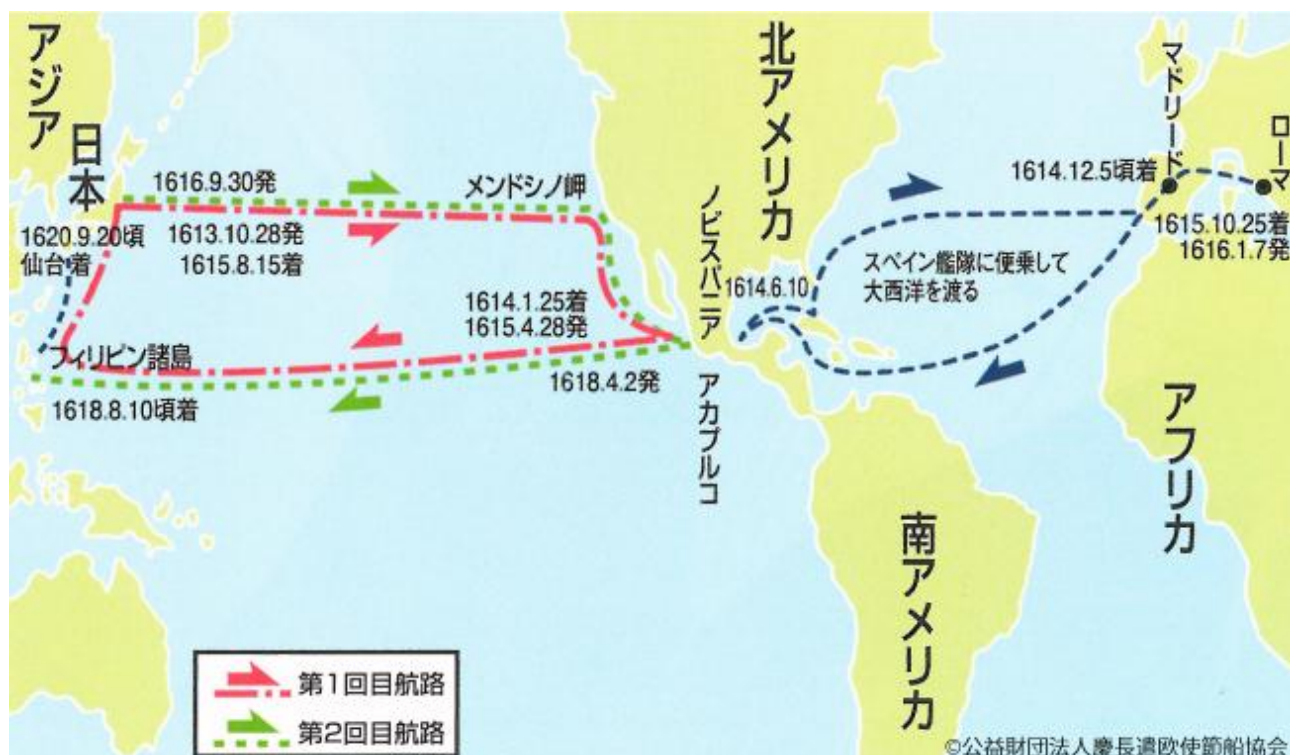 アジア
日本
1616.9.30発
メンドシノ岬
1613.10.28発
1615.8.15着
1620.9.20頃
仙台着
1614.1.25着
1615.4.28発
フィリピン諸島
1618.4.2発
1618.8.10頃着
北アメリカ
ノビスパニア
アカプルコ
1614.6.10
スペイン艦隊に便乗して
大西洋を渡る
マドリード
1614.12.5頃着
ローマ
1615.10.25着
1616.1.7発
アフリカ
南アメリカ
第1回目航路
第2回目航路
©公益財団法人慶長遣欧使節船協会